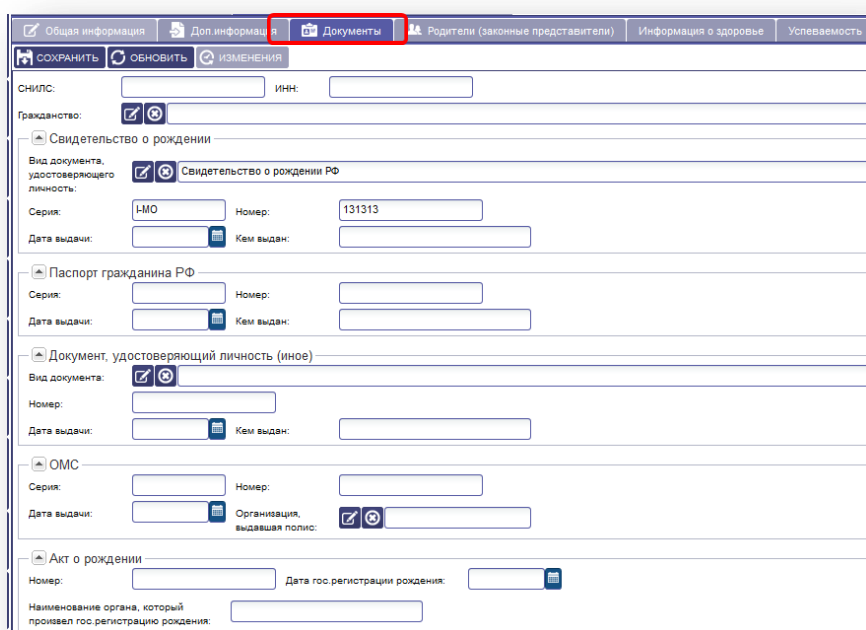 Общая информация Доп.информация Документы Родители (законные представители) Информация о здоровье Успеваемость
СОХРАНИТЬ ОБНОВИТЬ ИЗМЕНЕНИЯ
СНИЛС: ИНН:
Гражданство:
Свидетельство о рождении
Вид документа,
удостоверяющего
личность:
Свидетельство о рождении РФ
Серия: I-МО Номер: 131313
Дата выдачи: Кем выдан:
Паспорт гражданина РФ
Серия: Номер:
Дата выдачи: Кем выдан:
Документ, удостоверяющий личность (иное)
Вид документа:
Номер:
Дата выдачи: Кем выдан:
ОМС
Серия: Номер:
Дата выдачи: Организация,
выдавшая полис:
Акт о рождении
Номер: Дата гос.регистрации рождения:
Наименование органа, который
произвел гос.регистрацию рождения: